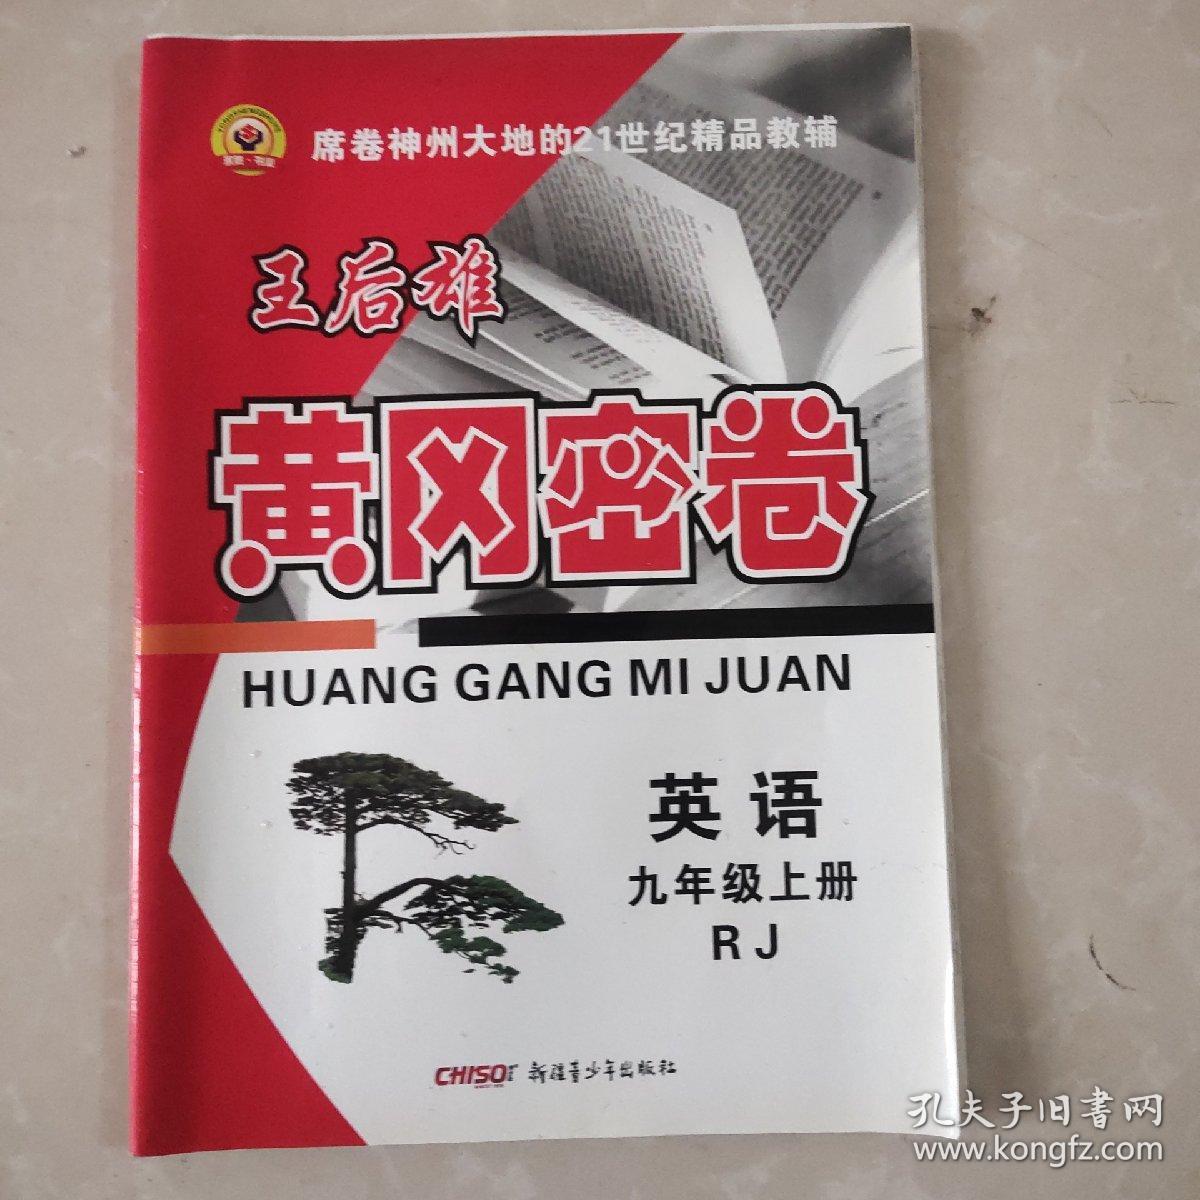 席卷神州大地的21世纪精品教辅
王后雄
黄冈密卷
HUANG GANG MI JUAN
英语
九年级上册
RJ
CHISO 新疆青少年出版社
孔夫子旧书网
www.kongfz.com